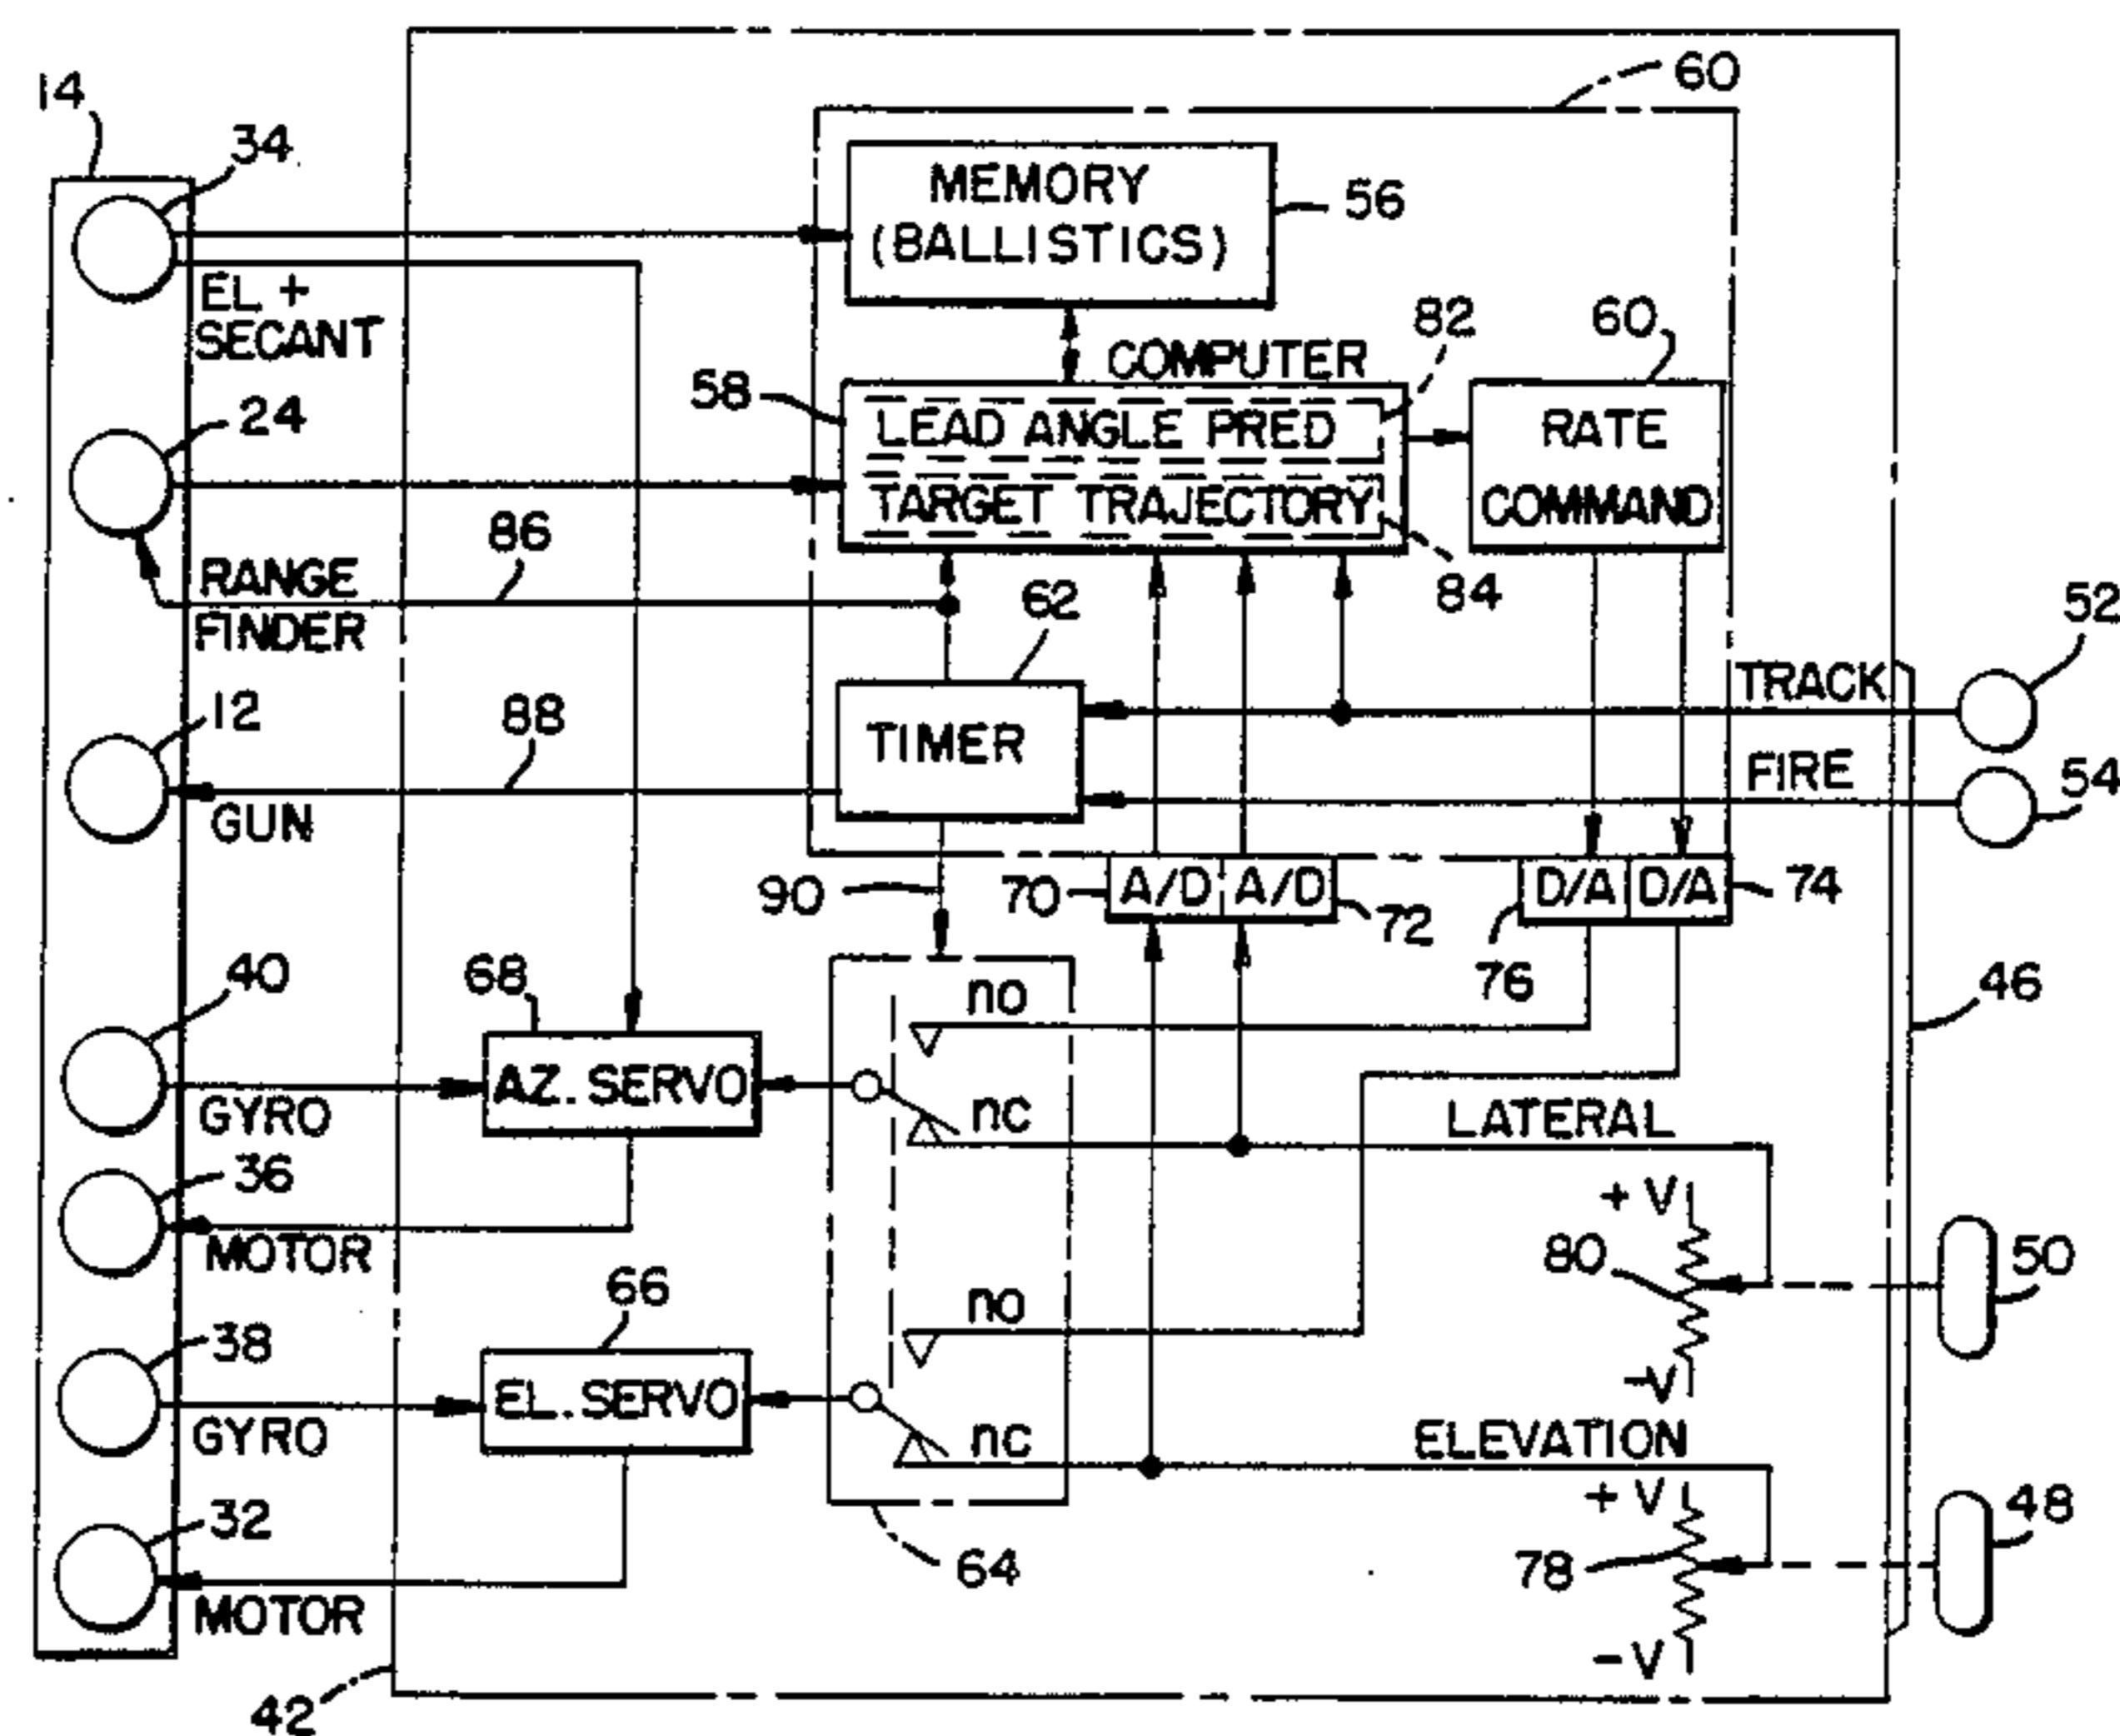 60
14
34
MEMORY
(BALLISTICS)
56
EL +
SECANT
82
60
COMPUTER
58
24
LEAD ANGLE PRED
RATE
COMMAND
TARGET TRAJECTORY
86
RANGE
FINDER
62
84
52
TRACK
12
88
TIMER
FIRE
54
GUN
90
70
A/D
A/D
72
D/A
D/A
74
76
40
68
no
46
AZ. SERVO
GYRO
nc
LATERAL
36
+V
MOTOR
80
50
66
no
38
-V
EL. SERVO
GYRO
nc
ELEVATION
+V
48
32
64
78
MOTOR
-V
42